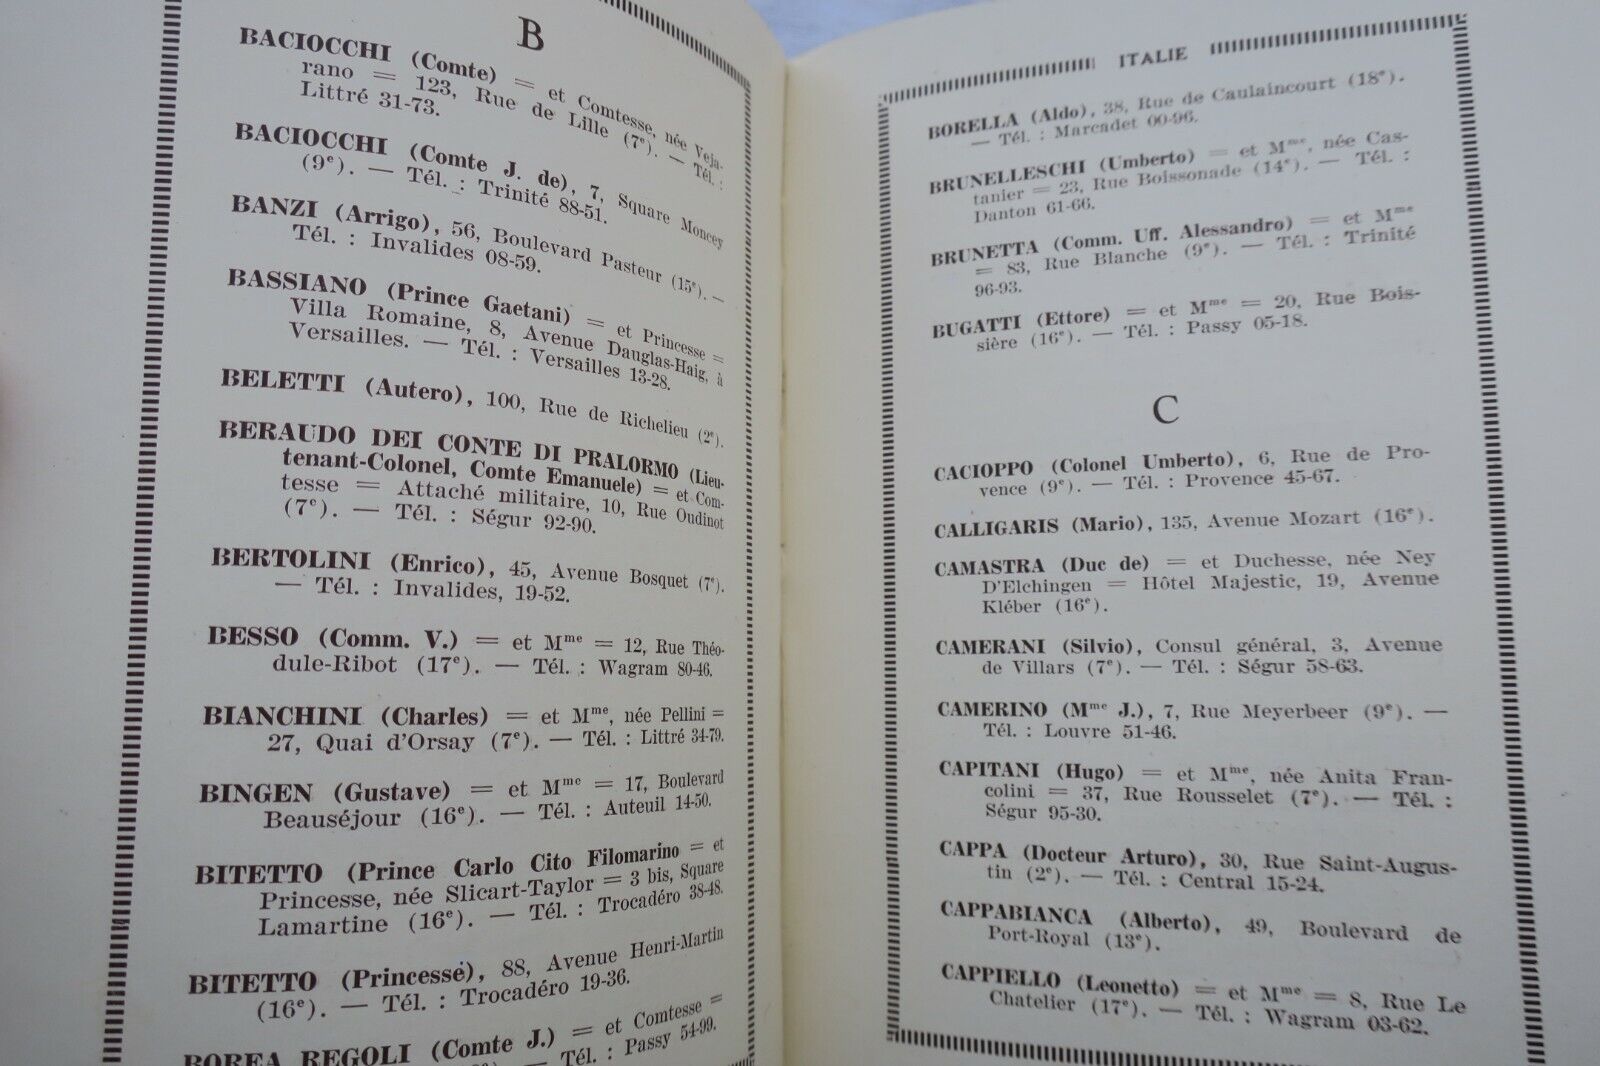 B
BACIOCCHI (Comte) = et Comtesse, née Veja-
rano = 123, Rue de Lille (7e). — Tél. :
Littré 31-73.
BACIOCCHI (Comte J. de), 7, Square Moncey
(9e). — Tél. : Trinité 88-51.
BANZI (Arrigo), 56, Boulevard Pasteur (15e). —
Tél. : Invalides 08-59.
BASSIANO (Prince Gaetani) = et Princesse =
Villa Romaine, 8, Avenue Dauglas-Haig, à
Versailles. — Tél. : Versailles 13-28.
BELETTI (Autero), 100, Rue de Richelieu (2e).
BERAUDO DEI CONTE DI PRALORMO (Lieu-
tenant-Colonel, Comte Emanuele) = et Com-
tesse = Attaché militaire, 10, Rue Oudinot
(7e). — Tél. : Ségur 92-90.
BERTOLINI (Enrico), 45, Avenue Bosquet (7e).
— Tél. : Invalides, 19-52.
BESSO (Comm. V.) = et Mme = 12, Rue Théo-
dule-Ribot (17e). — Tél. : Wagram 80-46.
BIANCHINI (Charles) = et Mme, née Pellini =
27, Quai d'Orsay (7e). — Tél. : Littré 34-79.
BINGEN (Gustave) = et Mme = 17, Boulevard
Beauséjour (16e). — Tél. : Auteuil 14-50.
BITETTO (Prince Carlo Cito Filomarino = et
Princesse, née Slicart-Taylor = 3 bis, Square
Lamartine (16e). — Tél. : Trocadéro 38-48.
BITETTO (Princesse), 88, Avenue Henri-Martin
(16e). — Tél. : Trocadéro 19-36.
BOREA REGOLI (Comte J.) = et Comtesse =
Tél. : Passy 54-99.
ITALIE
BORELLA (Aldo), 38, Rue de Caulaincourt (18e).
— Tél. : Marcadet 00-96.
BRUNELLESCHI (Umberto) = et Mme, née Cas-
tanier = 23, Rue Boissonade (14e). — Tél. :
Danton 61-66.
BRUNETTA (Comm. Uff. Alessandro) = et Mme
= 83, Rue Blanche (9e). — Tél. : Trinité
96-93.
BUGATTI (Ettore) = et Mme = 20, Rue Bois-
sière (16e). — Tél. : Passy 05-18.
C
CACIOPPO (Colonel Umberto), 6, Rue de Pro-
vence (9e). — Tél. : Provence 45-67.
CALLIGARIS (Mario), 135, Avenue Mozart (16e).
CAMASTRA (Duc de) = et Duchesse, née Ney
D'Elchingen = Hôtel Majestic, 19, Avenue
Kléber (16e).
CAMERANI (Silvio), Consul général, 3, Avenue
de Villars (7e). — Tél. : Ségur 58-63.
CAMERINO (Mme J.), 7, Rue Meyerbeer (9e). —
Tél. : Louvre 51-46.
CAPITANI (Hugo) = et Mme, née Anita Fran-
colini = 37, Rue Rousselet (7e). — Tél. :
Ségur 95-30.
CAPPA (Docteur Arturo), 30, Rue Saint-Augus-
tin (2e). — Tél. : Central 15-24.
CAPPABIANCA (Alberto), 49, Boulevard de
Port-Royal (13e).
CAPPIELLO (Leonetto) = et Mme = 8, Rue Le
Chatelier (17e). — Tél. : Wagram 03-62.